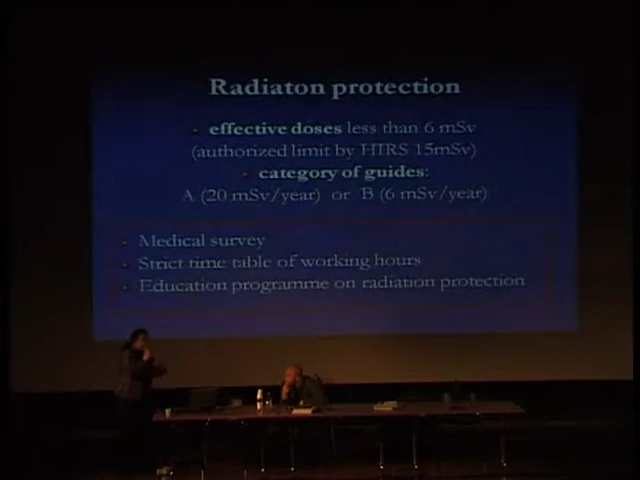 Radiaton protection
effective doses less than 6 mSv
(authorized limit by HIRS 15mSv)
category of guides:
A (20 mSv/year) or B (6 mSv/year)
Medical survey
Strict time table of working hours
Education programme on radiation protection